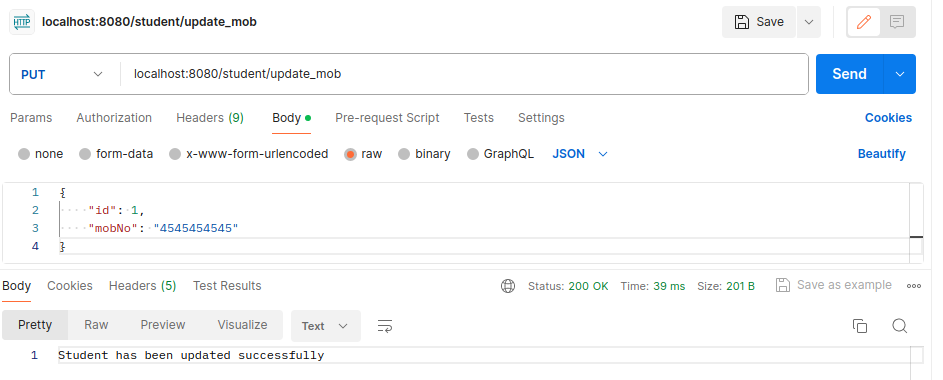 HTTP localhost:8080/student/update_mob Save
PUT localhost:8080/student/update_mob Send
Params Authorization Headers (9) Body Pre-request Script Tests Settings Cookies
none form-data x-www-form-urlencoded raw binary GraphQL JSON Beautify
1 {
2 "id": 1,
3 "mobNo": "4545454545"
4 }
Body Cookies Headers (5) Test Results Status: 200 OK Time: 39 ms Size: 201 B Save as example
Pretty Raw Preview Visualize Text
1 Student has been updated successfully